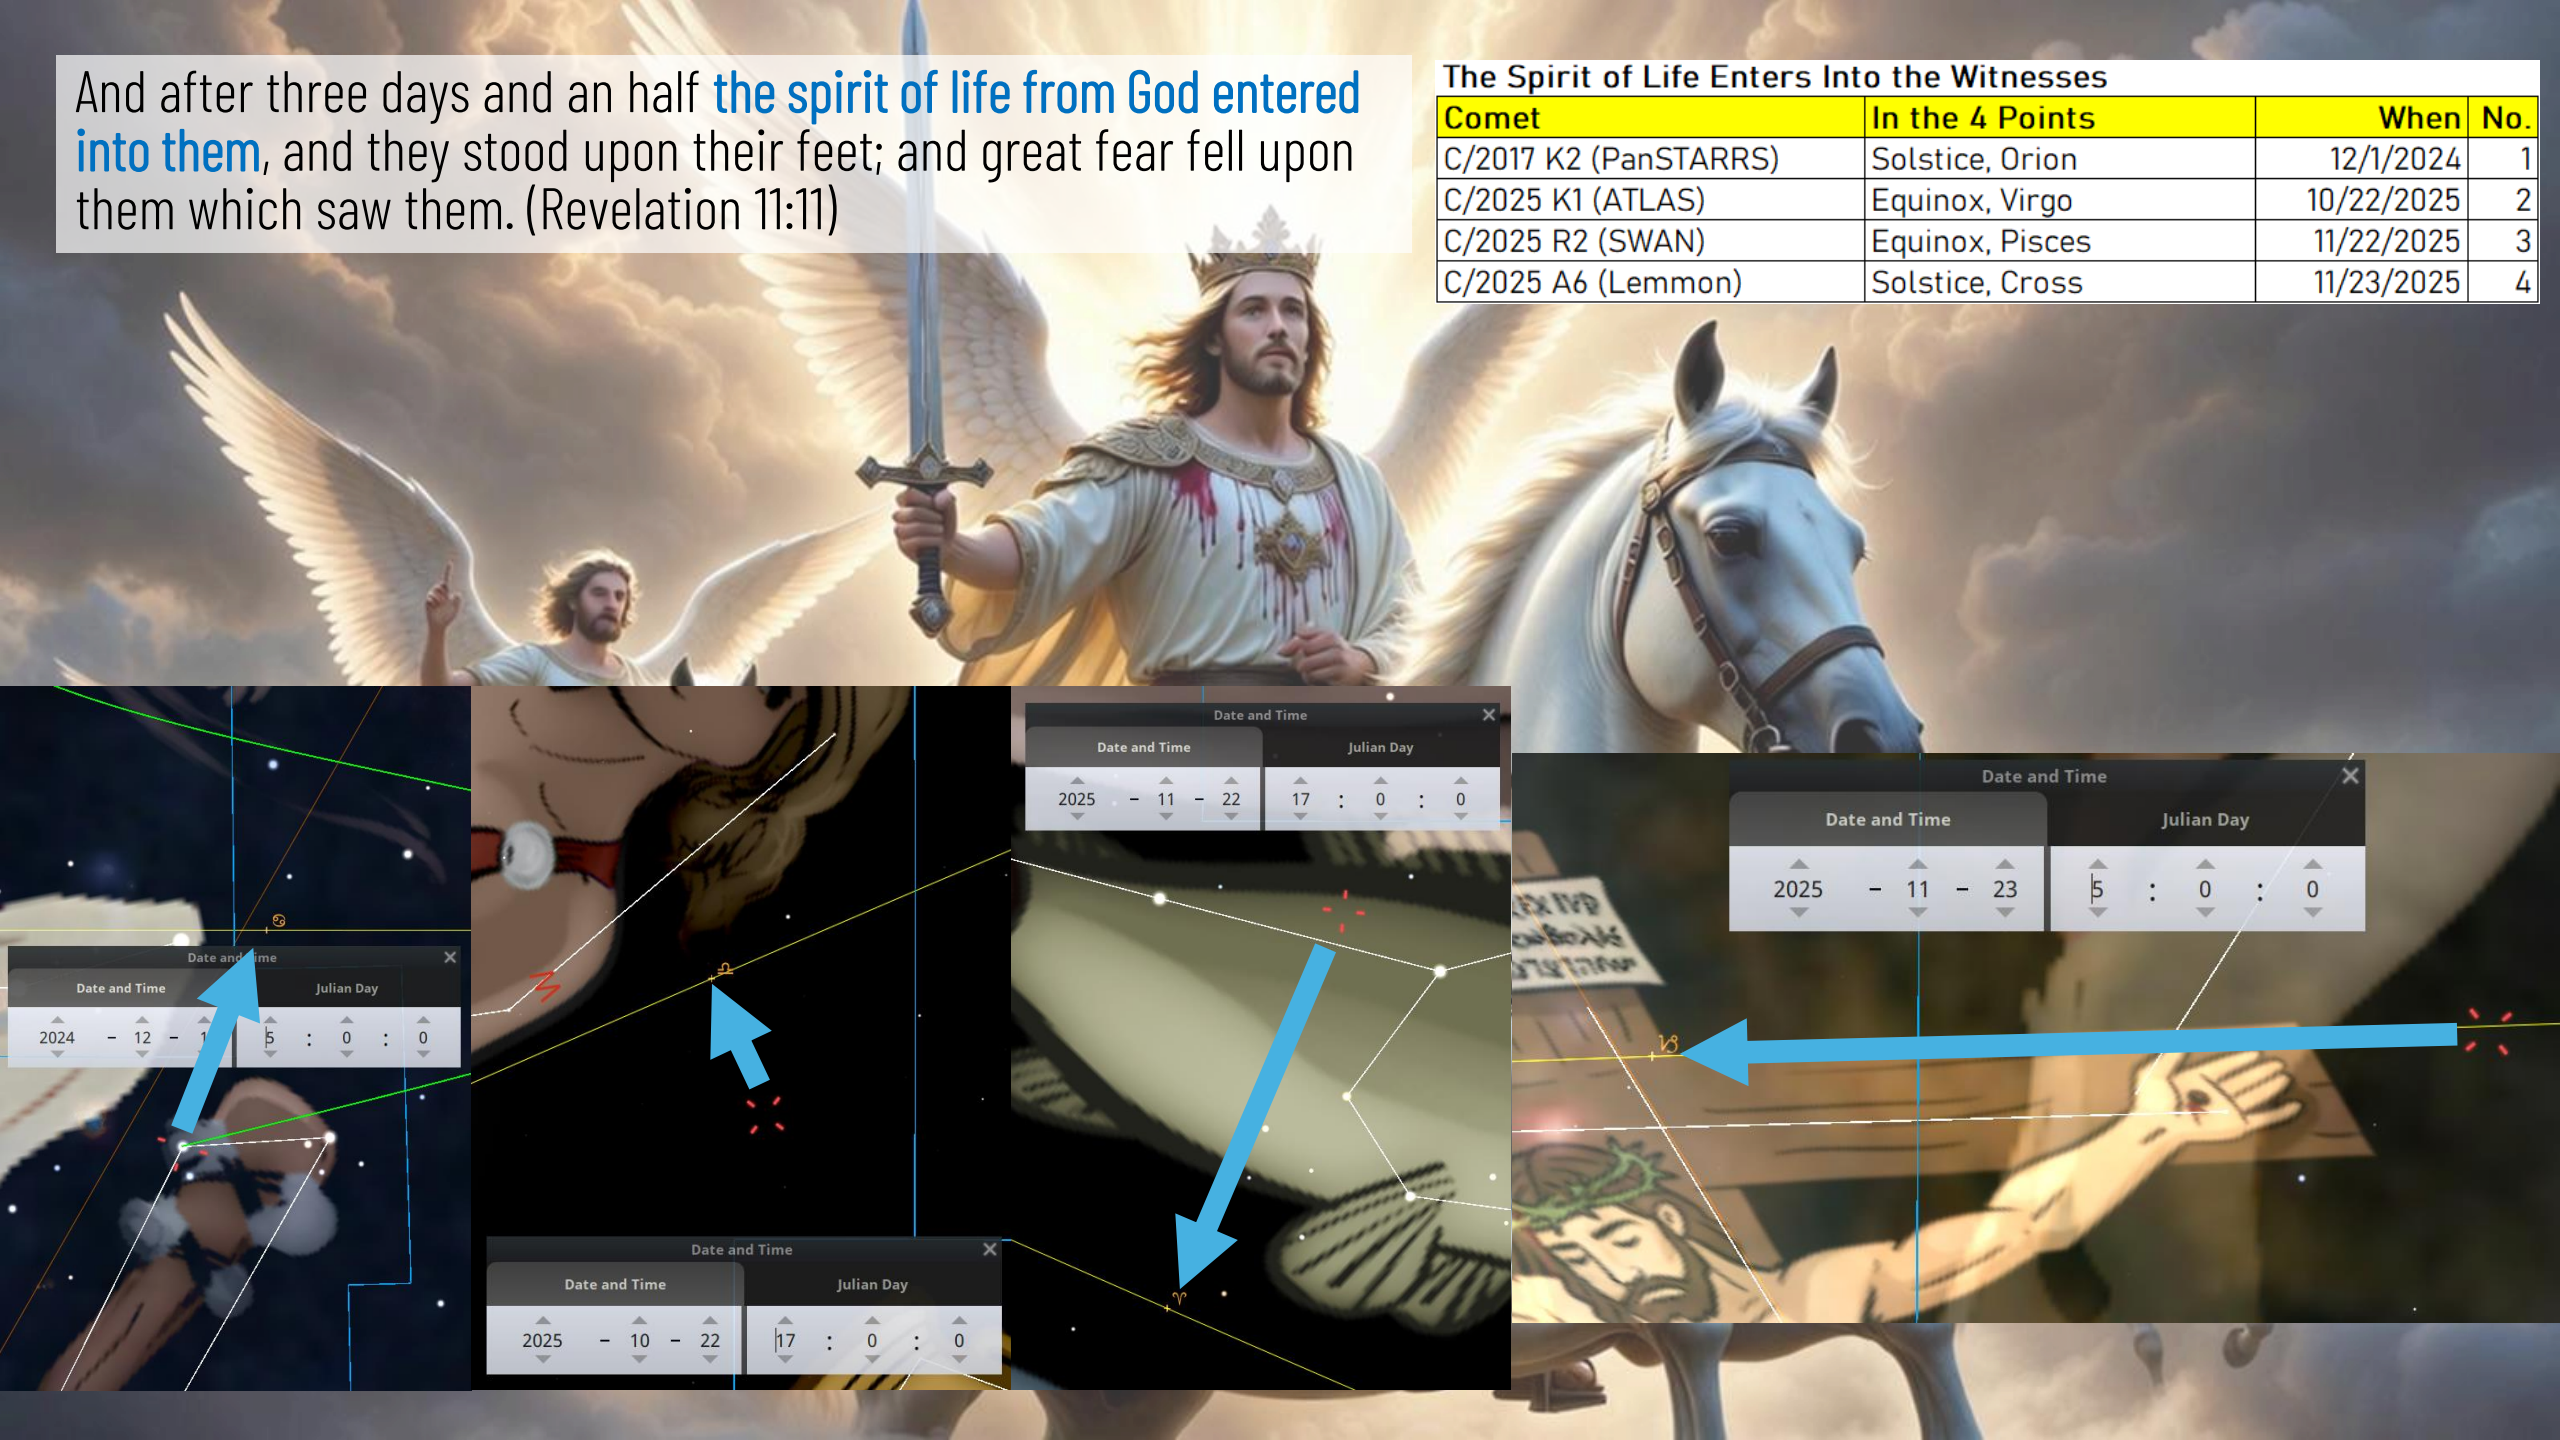 And after three days and an half the spirit of life from God entered
into them, and they stood upon their feet; and great fear fell upon
them which saw them. (Revelation 11:11)
The Spirit of Life Enters Into the Witnesses
Comet In the 4 Points When No.
C/2017 K2 (PanSTARRS) Solstice, Orion 12/1/2024 1
C/2025 K1 (ATLAS) Equinox, Virgo 10/22/2025 2
C/2025 R2 (SWAN) Equinox, Pisces 11/22/2025 3
C/2025 A6 (Lemmon) Solstice, Cross 11/23/2025 4
Date and Time
Date and Time Julian Day
2024 - 12 - 1 5 : 0 : 0
Date and Time
Date and Time Julian Day
2025 - 10 - 22 17 : 0 : 0
Date and Time
Date and Time Julian Day
2025 - 11 - 22 17 : 0 : 0
Date and Time
Date and Time Julian Day
2025 - 11 - 23 5 : 0 : 0